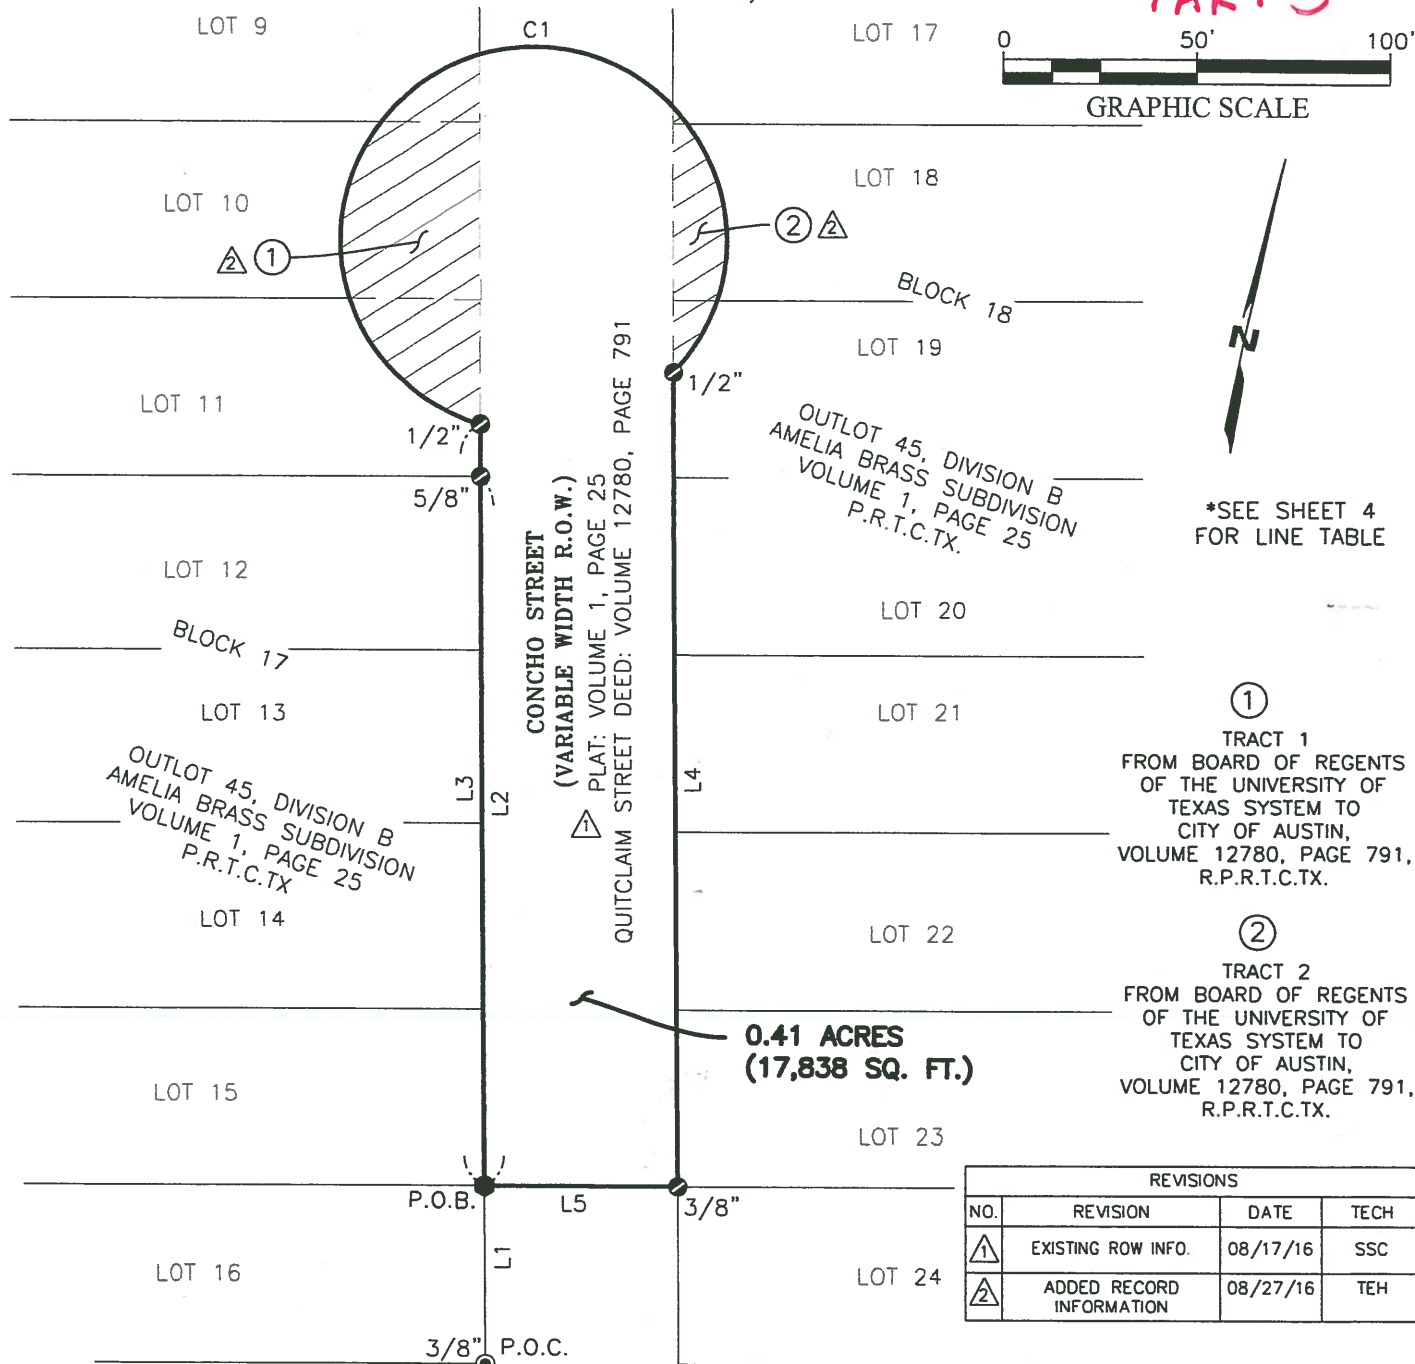 PART 3
LOT 9
C1
LOT 17
0 50' 100'
GRAPHIC SCALE
LOT 10
LOT 18
2 1
2 2
BLOCK 18
N
LOT 19
LOT 11
1/2"
1/2"
5/8"
OUTLOT 45, DIVISION B
AMELIA BRASS SUBDIVISION
VOLUME 1, PAGE 25
P.R.T.C.TX.
*SEE SHEET 4
FOR LINE TABLE
CONCHO STREET
(VARIABLE WIDTH R.O.W.)
1 PLAT: VOLUME 1, PAGE 25
QUITCLAIM STREET DEED: VOLUME 12780, PAGE 791
LOT 12
LOT 20
BLOCK 17
LOT 13
LOT 21
OUTLOT 45, DIVISION B
AMELIA BRASS SUBDIVISION
VOLUME 1, PAGE 25
P.R.T.C.TX
L3
L2
L4
1
TRACT 1
FROM BOARD OF REGENTS
OF THE UNIVERSITY OF
TEXAS SYSTEM TO
CITY OF AUSTIN,
VOLUME 12780, PAGE 791,
R.P.R.T.C.TX.
LOT 14
LOT 22
2
TRACT 2
FROM BOARD OF REGENTS
OF THE UNIVERSITY OF
TEXAS SYSTEM TO
CITY OF AUSTIN,
VOLUME 12780, PAGE 791,
R.P.R.T.C.TX.
0.41 ACRES
(17,838 SQ. FT.)
LOT 15
LOT 23
P.O.B.
L5
3/8"
L1
LOT 16
LOT 24
3/8" P.O.C.
REVISIONS
NO. REVISION DATE TECH
1 EXISTING ROW INFO. 08/17/16 SSC
2 ADDED RECORD INFORMATION 08/27/16 TEH